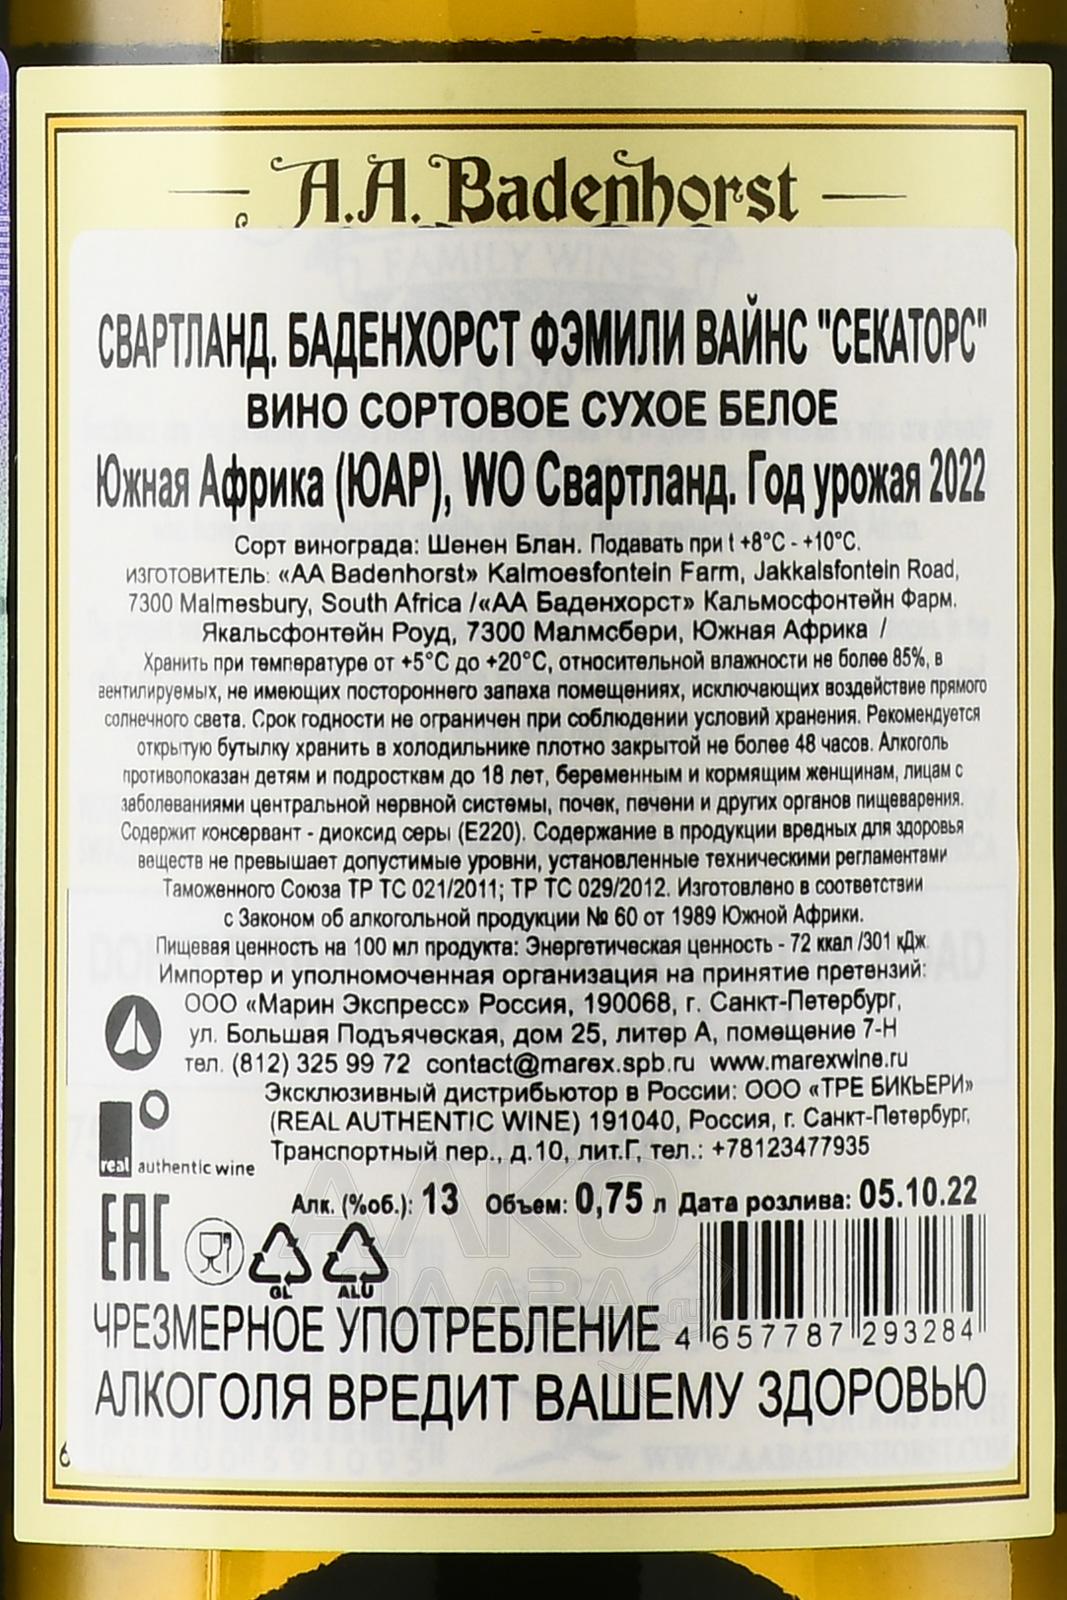 A.A. Badenhorst
FAMILY WINES
СВАРТЛАНД. БАДЕНХОРСТ ФЭМИЛИ ВАЙНС "СЕКАТОРС"
ВИНО СОРТОВОЕ СУХОЕ БЕЛОЕ
Южная Африка (ЮАР), WO Свартланд. Год урожая 2022
Сорт винограда: Шенен Блан. Подавать при t +8°C - +10°C.
ИЗГОТОВИТЕЛЬ: «AA Badenhorst» Kalmoesfontein Farm, Jakkalsfontein Road,
7300 Malmesbury, South Africa /«АА Баденхорст» Кальмосфонтейн Фарм,
Якальсфонтейн Роуд, 7300 Малмсбери, Южная Африка /
Хранить при температуре от +5°C до +20°C, относительной влажности не более 85%, в
вентилируемых, не имеющих постороннего запаха помещениях, исключающих воздействие прямого
солнечного света. Срок годности не ограничен при соблюдении условий хранения. Рекомендуется
открытую бутылку хранить в холодильнике плотно закрытой не более 48 часов. Алкоголь
противопоказан детям и подросткам до 18 лет, беременным и кормящим женщинам, лицам с
заболеваниями центральной нервной системы, почек, печени и других органов пищеварения.
Содержит консервант - диоксид серы (Е220). Содержание в продукции вредных для здоровья
веществ не превышает допустимые уровни, установленные техническими регламентами
Таможенного Союза ТР ТС 021/2011; ТР ТС 029/2012. Изготовлено в соответствии
с Законом об алкогольной продукции № 60 от 1989 Южной Африки.
Пищевая ценность на 100 мл продукта: Энергетическая ценность - 72 ккал /301 кДж
Импортер и уполномоченная организация на принятие претензий:
ООО «Марин Экспресс» Россия, 190068, г. Санкт-Петербург,
ул. Большая Подъяческая, дом 25, литер А, помещение 7-Н
тел. (812) 325 99 72 contact@marex.spb.ru www.marexwine.ru
Эксклюзивный дистрибьютор в России: ООО «ТРЕ БИКЬЕРИ»
(REAL AUTHENTIC WINE) 191040, Россия, г. Санкт-Петербург,
Транспортный пер., д.10, лит.Г, тел.: +78123477935
real authentic wine
Алк. (%об.): 13 Объем: 0,75 л Дата розлива: 05.10.22
EAC
GL ALU
4 657787 293284
ЧРЕЗМЕРНОЕ УПОТРЕБЛЕНИЕ
АЛКОГОЛЯ ВРЕДИТ ВАШЕМУ ЗДОРОВЬЮ
АЛКО
ПЛАЗА.ru